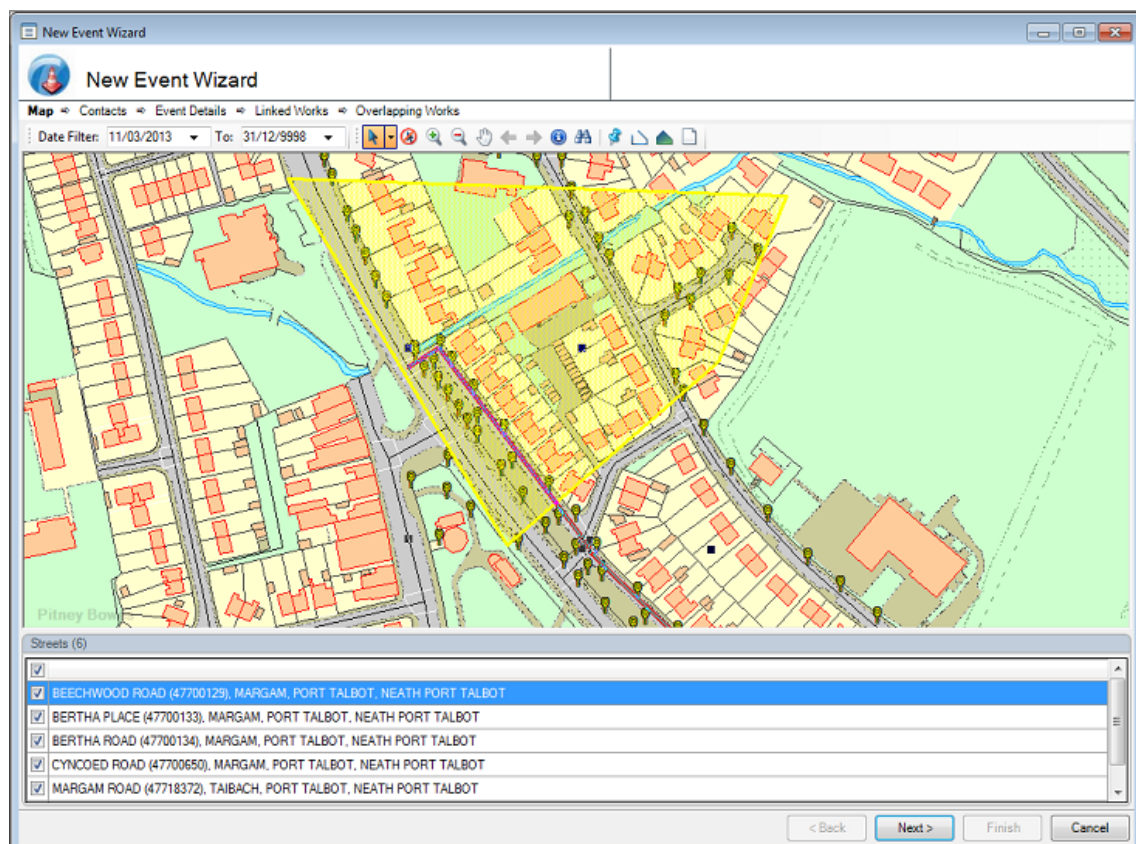 New Event Wizard
New Event Wizard
Map ⇨ Contacts ⇨ Event Details ⇨ Linked Works ⇨ Overlapping Works
Date Filter: 11/03/2013 To: 31/12/9998
Pitney Bow
Streets (6)
BEECHWOOD ROAD (47700129), MARGAM, PORT TALBOT, NEATH PORT TALBOT
BERTHA PLACE (47700133), MARGAM, PORT TALBOT, NEATH PORT TALBOT
BERTHA ROAD (47700134), MARGAM, PORT TALBOT, NEATH PORT TALBOT
CYNCOED ROAD (47700650), MARGAM, PORT TALBOT, NEATH PORT TALBOT
MARGAM ROAD (47718372), TAIBACH, PORT TALBOT, NEATH PORT TALBOT
< Back Next > Finish Cancel